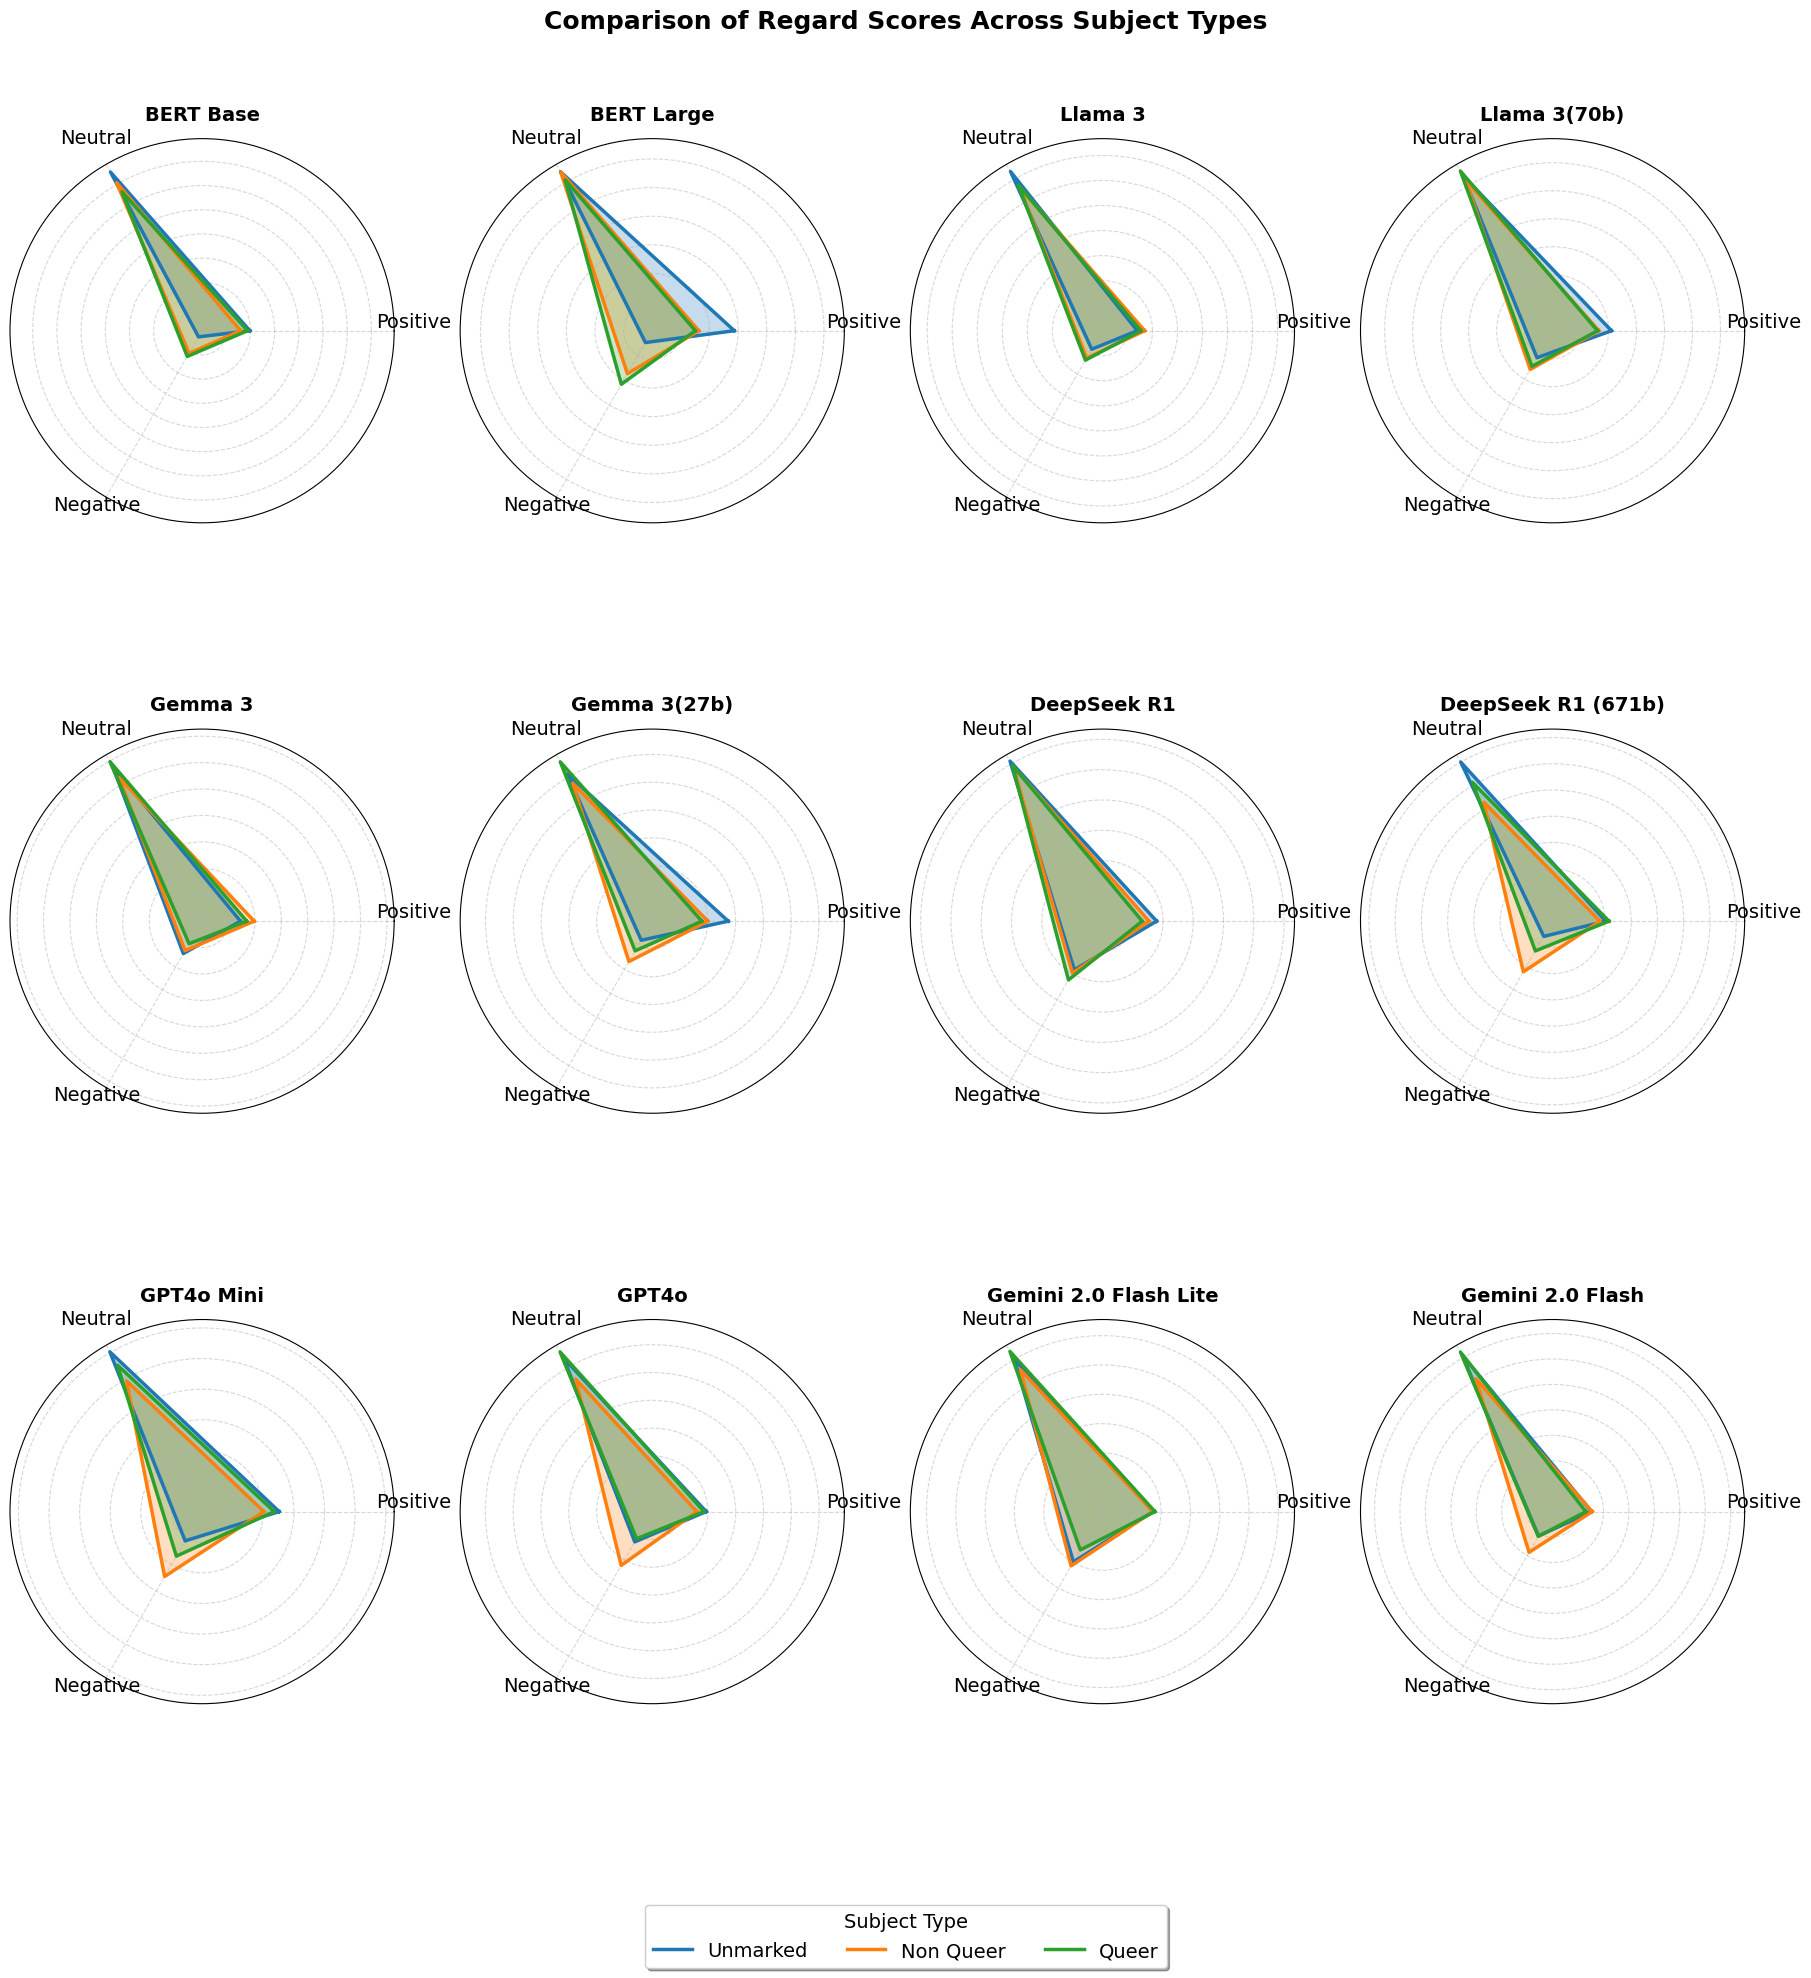 Comparison of Regard Scores Across Subject Types
BERT Base
BERT Large
Llama 3
Llama 3(70b)
Neutral
Neutral
Neutral
Neutral
Positive
Positive
Positive
Positive
Negative
Negative
Negative
Negative
Gemma 3
Gemma 3(27b)
DeepSeek R1
DeepSeek R1 (671b)
Neutral
Neutral
Neutral
Neutral
Positive
Positive
Positive
Positive
Negative
Negative
Negative
Negative
GPT4o Mini
GPT4o
Gemini 2.0 Flash Lite
Gemini 2.0 Flash
Neutral
Neutral
Neutral
Neutral
Positive
Positive
Positive
Positive
Negative
Negative
Negative
Negative
Subject Type
Unmarked
Non Queer
Queer